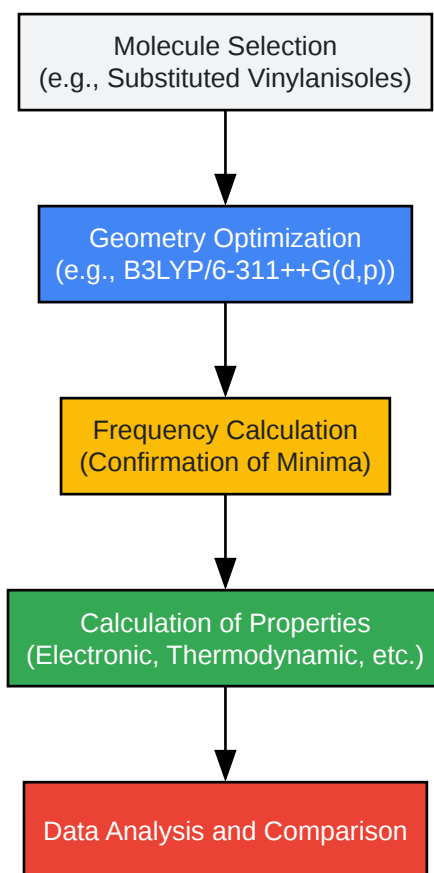 Molecule Selection
(e.g., Substituted Vinylanisoles)
Geometry Optimization
(e.g., B3LYP/6-311++G(d,p))
Frequency Calculation
(Confirmation of Minima)
Calculation of Properties
(Electronic, Thermodynamic, etc.)
Data Analysis and Comparison